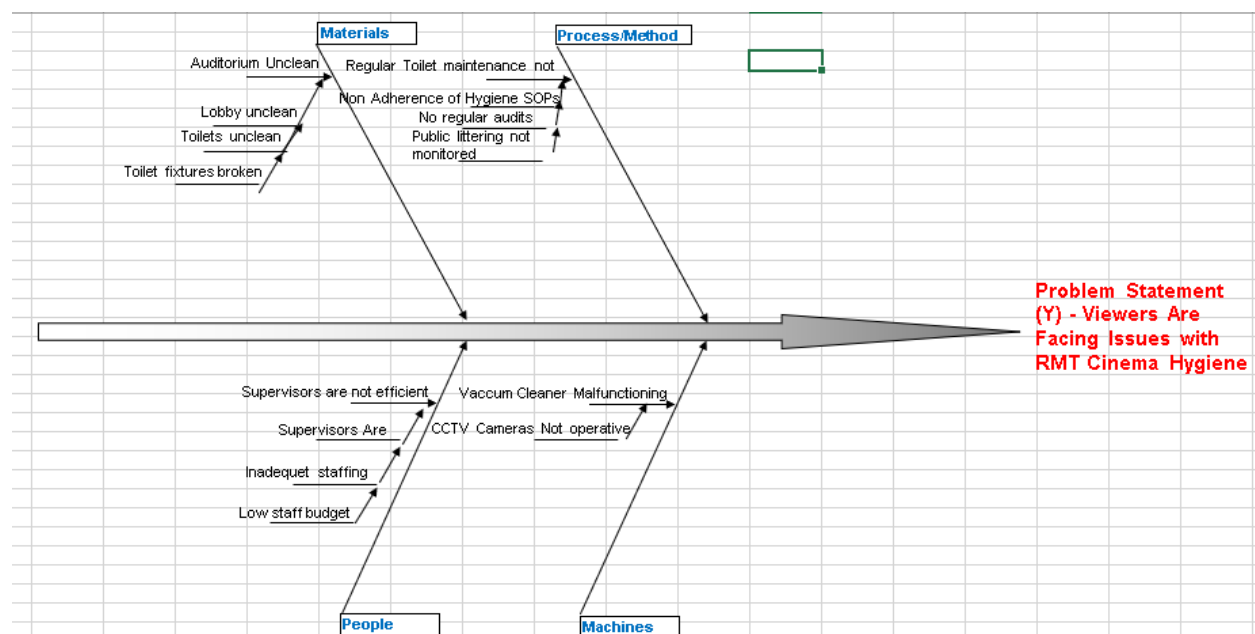 Materials
Process/Method
Auditorium Unclean
Regular Toilet maintenance not
Non Adherence of Hygiene SOPs
Lobby unclean
No regular audits
Toilets unclean
Public littering not
monitored
Toilet fixtures broken
Problem Statement
(Y) - Viewers Are
Facing Issues with
RMT Cinema Hygiene
Supervisors are not efficient
Vaccum Cleaner Malfunctioning
Supervisors Are
CCTV Cameras Not operative
Inadequet staffing
Low staff budget
People
Machines